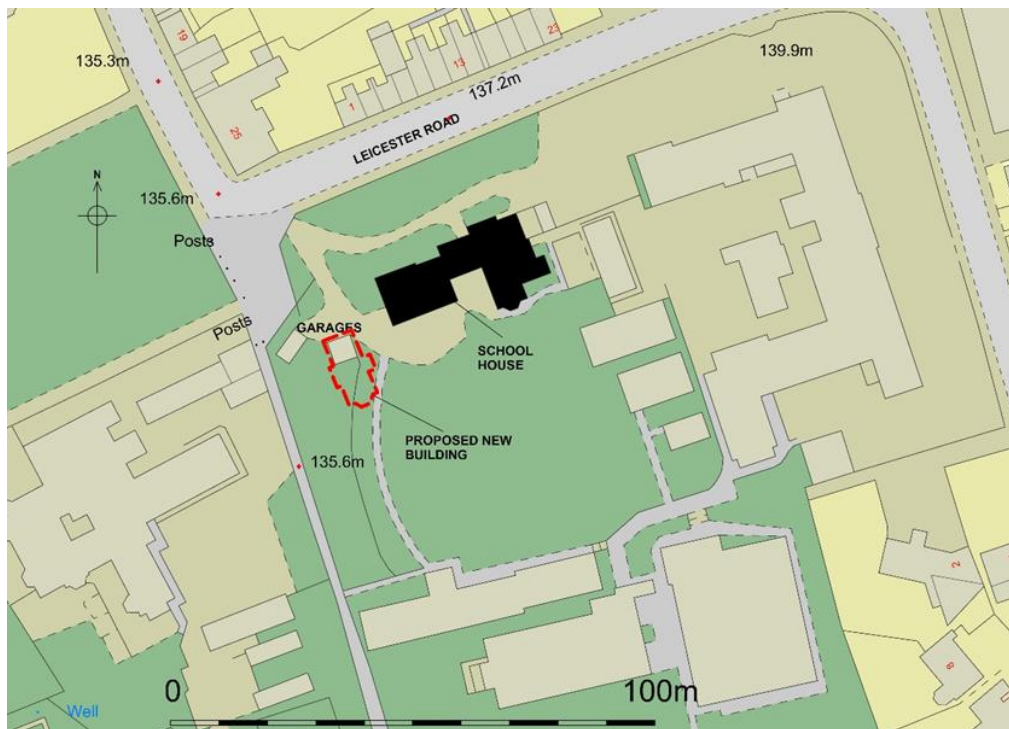 19
135.3m
23
13
139.9m
137.2m
1
25
LEICESTER ROAD
N
135.6m
Posts
Posts
GARAGES
SCHOOL
HOUSE
PROPOSED NEW
BUILDING
135.6m
2
8
0
100m
Well